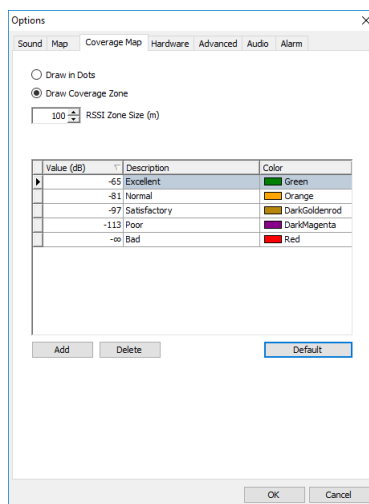 Options
Sound Map Coverage Map Hardware Advanced Audio Alarm
Draw in Dots
Draw Coverage Zone
100 RSSI Zone Size (m)
Value (dB) Description Color
-65 Excellent Green
-81 Normal Orange
-97 Satisfactory DarkGoldenrod
-113 Poor DarkMagenta
-∞ Bad Red
Add Delete Default
OK Cancel